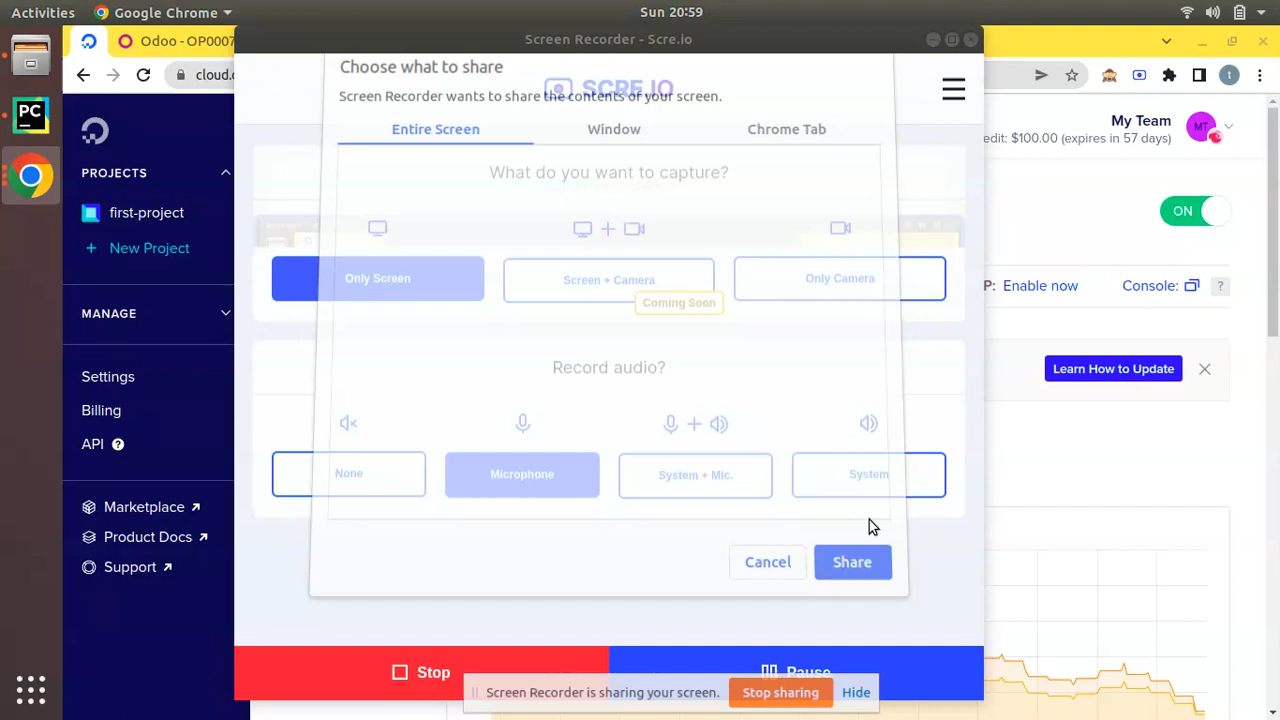 Activities
Google Chrome
Sun 20:59
Odoo - OP0007
Screen Recorder - Scre.io
cloud.c
Choose what to share
SCRE.IO
Screen Recorder wants to share the contents of your screen.
Entire Screen
Window
Chrome Tab
What do you want to capture?
Only Screen
Screen + Camera
Only Camera
Coming Soon
Record audio?
None
Microphone
System + Mic.
System
Cancel
Share
Stop
Pause
Screen Recorder is sharing your screen.
Stop sharing
Hide
PC
PROJECTS
first-project
New Project
MANAGE
Settings
Billing
API ?
Marketplace
Product Docs
Support
t
My Team
MT
edit: $100.00 (expires in 57 days)
ON
P: Enable now
Console:
?
Learn How to Update